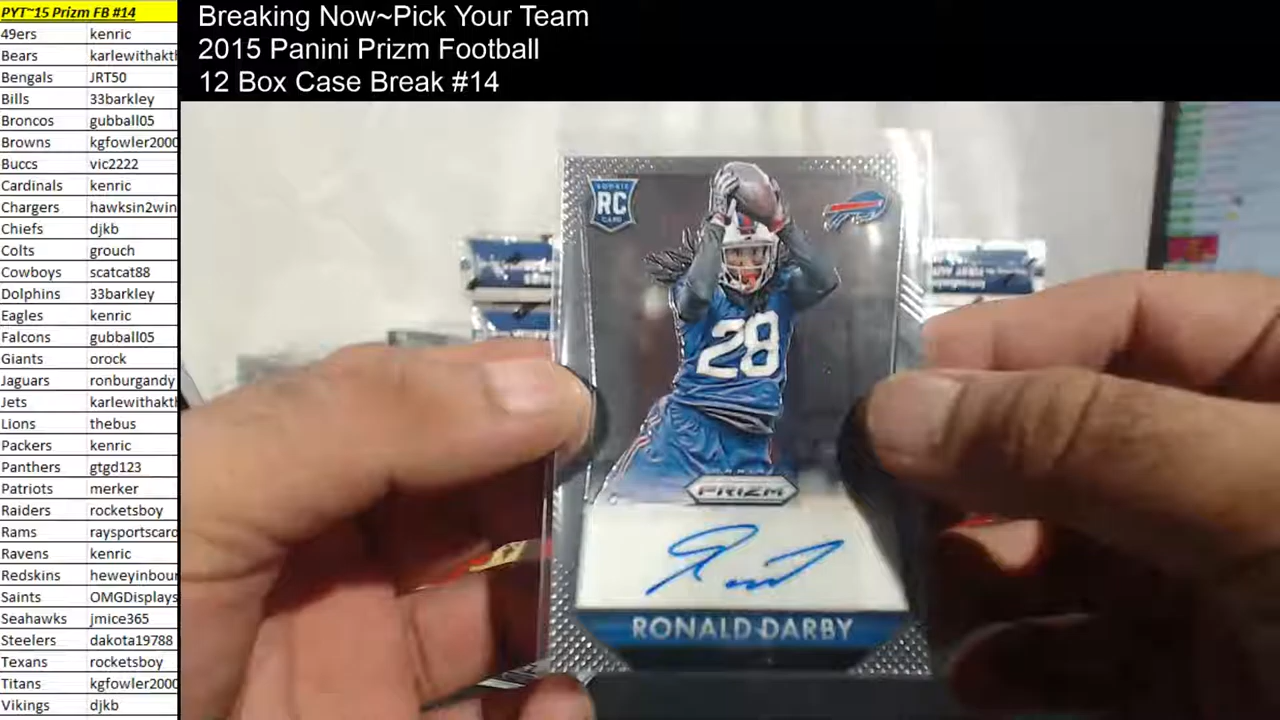 PYT~15 Prizm FB #14
49ers kenric
Bears karlewithakth
Bengals JRT50
Bills 33barkley
Broncos gubball05
Browns kgfowler2000
Buccs vic2222
Cardinals kenric
Chargers hawksin2win
Chiefs djkb
Colts grouch
Cowboys scatcat88
Dolphins 33barkley
Eagles kenric
Falcons gubball05
Giants orock
Jaguars ronburgandy
Jets karlewithakth
Lions thebus
Packers kenric
Panthers gtgd123
Patriots merker
Raiders rocketsboy
Rams raysportscard
Ravens kenric
Redskins heweyinbour
Saints OMGDisplays
Seahawks jmice365
Steelers dakota19788
Texans rocketsboy
Titans kgfowler2000
Vikings djkb
Breaking Now~Pick Your Team
2015 Panini Prizm Football
12 Box Case Break #14
ROOKIE
RC
CARD
28
PANINI
PRIZM
RONALD DARBY